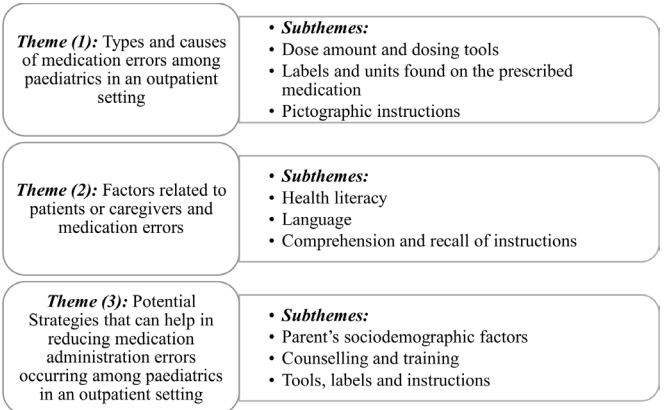 Theme (1): Types and causes
of medication errors among
paediatrics in an outpatient
setting
• Subthemes:
• Dose amount and dosing tools
• Labels and units found on the prescribed
medication
• Pictographic instructions
Theme (2): Factors related to
patients or caregivers and
medication errors
• Subthemes:
• Health literacy
• Language
• Comprehension and recall of instructions
Theme (3): Potential
Strategies that can help in
reducing medication
administration errors
occurring among paediatrics
in an outpatient setting
• Subthemes:
• Parent’s sociodemographic factors
• Counselling and training
• Tools, labels and instructions